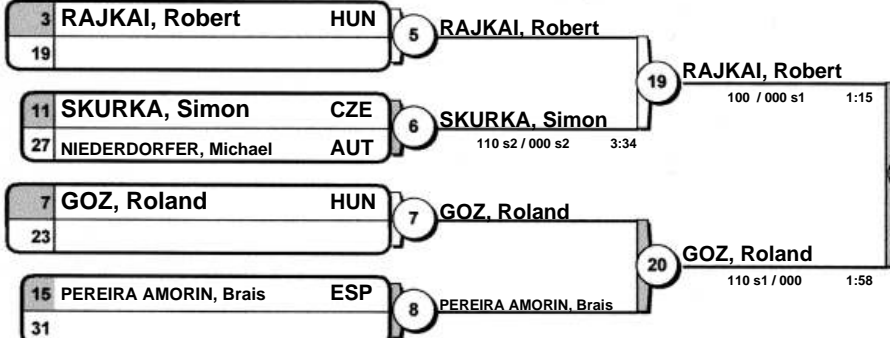 3 RAJKAI, Robert HUN
19
5 RAJKAI, Robert
11 SKURKA, Simon CZE
27 NIEDERDORFER, Michael AUT
6 SKURKA, Simon
110 s2 / 000 s2 3:34
19 RAJKAI, Robert
100 / 000 s1 1:15
7 GOZ, Roland HUN
23
7 GOZ, Roland
15 PEREIRA AMORIN, Brais ESP
31
8 PEREIRA AMORIN, Brais
20 GOZ, Roland
110 s1 / 000 1:58